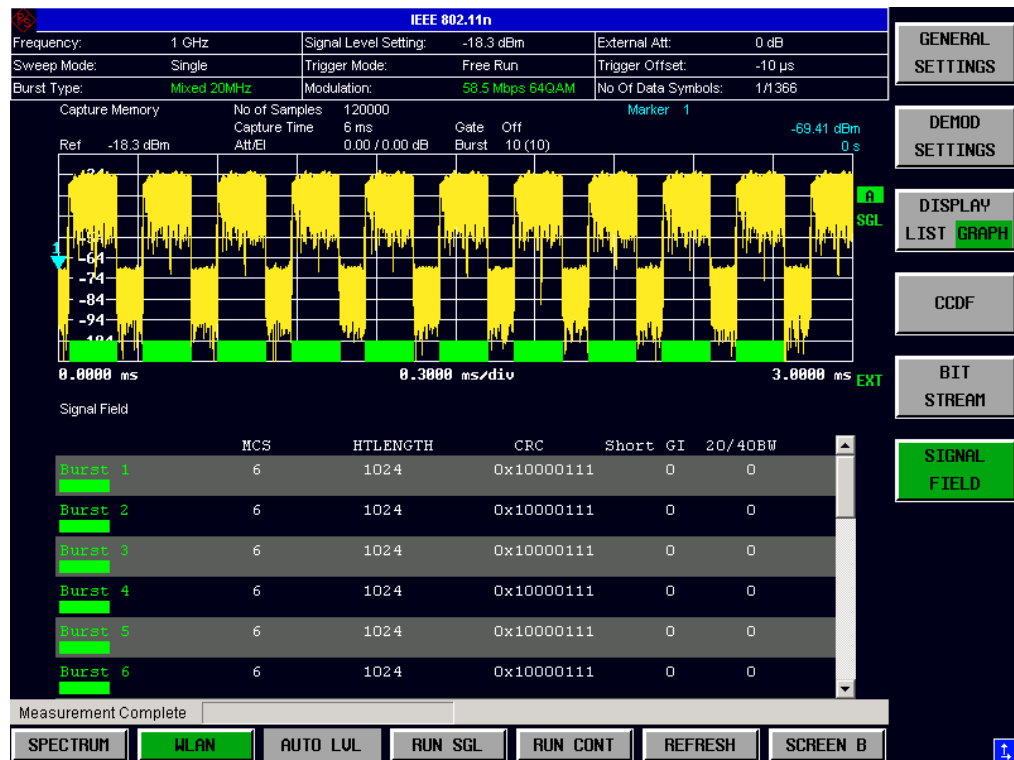 IEEE 802.11n
Frequency: 1 GHz Signal Level Setting: -18.3 dBm External Att: 0 dB
Sweep Mode: Single Trigger Mode: Free Run Trigger Offset: -10 µs
Burst Type: Mixed 20MHz Modulation: 58.5 Mbps 64QAM No Of Data Symbols: 1/1366
Capture Memory No of Samples 120000 Marker 1
Capture Time 6 ms Gate Off -69.41 dBm
Ref -18.3 dBm Att/El 0.00 / 0.00 dB Burst 10 (10) 0 s
A
SGL
1
-64
-74
-84
-94
0.0000 ms 0.3000 ms/div 3.0000 ms EXT
Signal Field
MCS HTLENGTH CRC Short GI 20/40BW
Burst 1 6 1024 0x10000111 0 0
Burst 2 6 1024 0x10000111 0 0
Burst 3 6 1024 0x10000111 0 0
Burst 4 6 1024 0x10000111 0 0
Burst 5 6 1024 0x10000111 0 0
Burst 6 6 1024 0x10000111 0 0
Measurement Complete
SPECTRUM WLAN AUTO LVL RUN SGL RUN CONT REFRESH SCREEN B
GENERAL
SETTINGS
DEMOD
SETTINGS
DISPLAY
LIST GRAPH
CCDF
BIT
STREAM
SIGNAL
FIELD